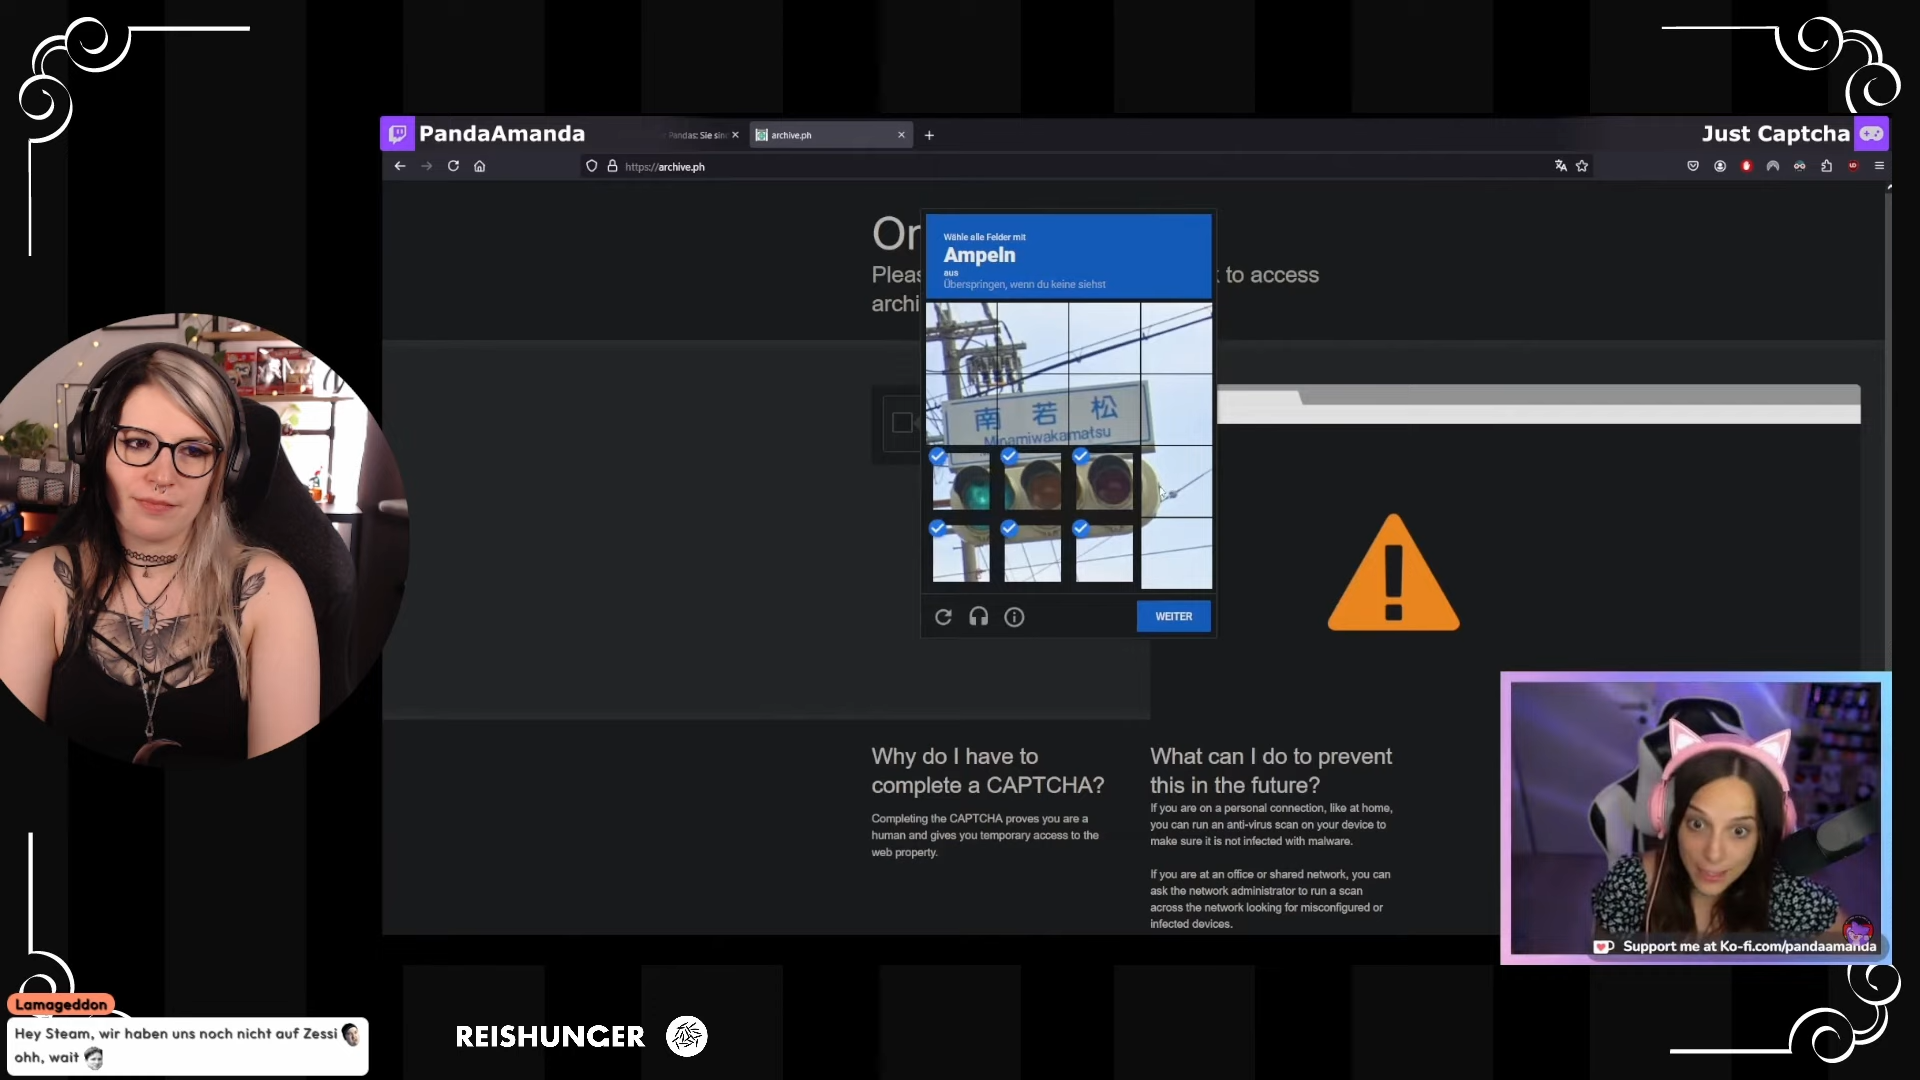 PandaAmanda
Pandas: Sie sin
archive.ph
Just Captcha
https://archive.ph
Or
Pleas
to access
archi
Wähle alle Felder mit
Ampeln
aus
Überspringen, wenn du keine siehst
南 若 松
Minamiwakamatsu
WEITER
Why do I have to
complete a CAPTCHA?
Completing the CAPTCHA proves you are a
human and gives you temporary access to the
web property.
What can I do to prevent
this in the future?
If you are on a personal connection, like at home,
you can run an anti-virus scan on your device to
make sure it is not infected with malware.
If you are at an office or shared network, you can
ask the network administrator to run a scan
across the network looking for misconfigured or
infected devices.
Support me at Ko-fi.com/pandaamanda
Lamageddon
Hey Steam, wir haben uns noch nicht auf Zessi
ohh, wait
REISHUNGER